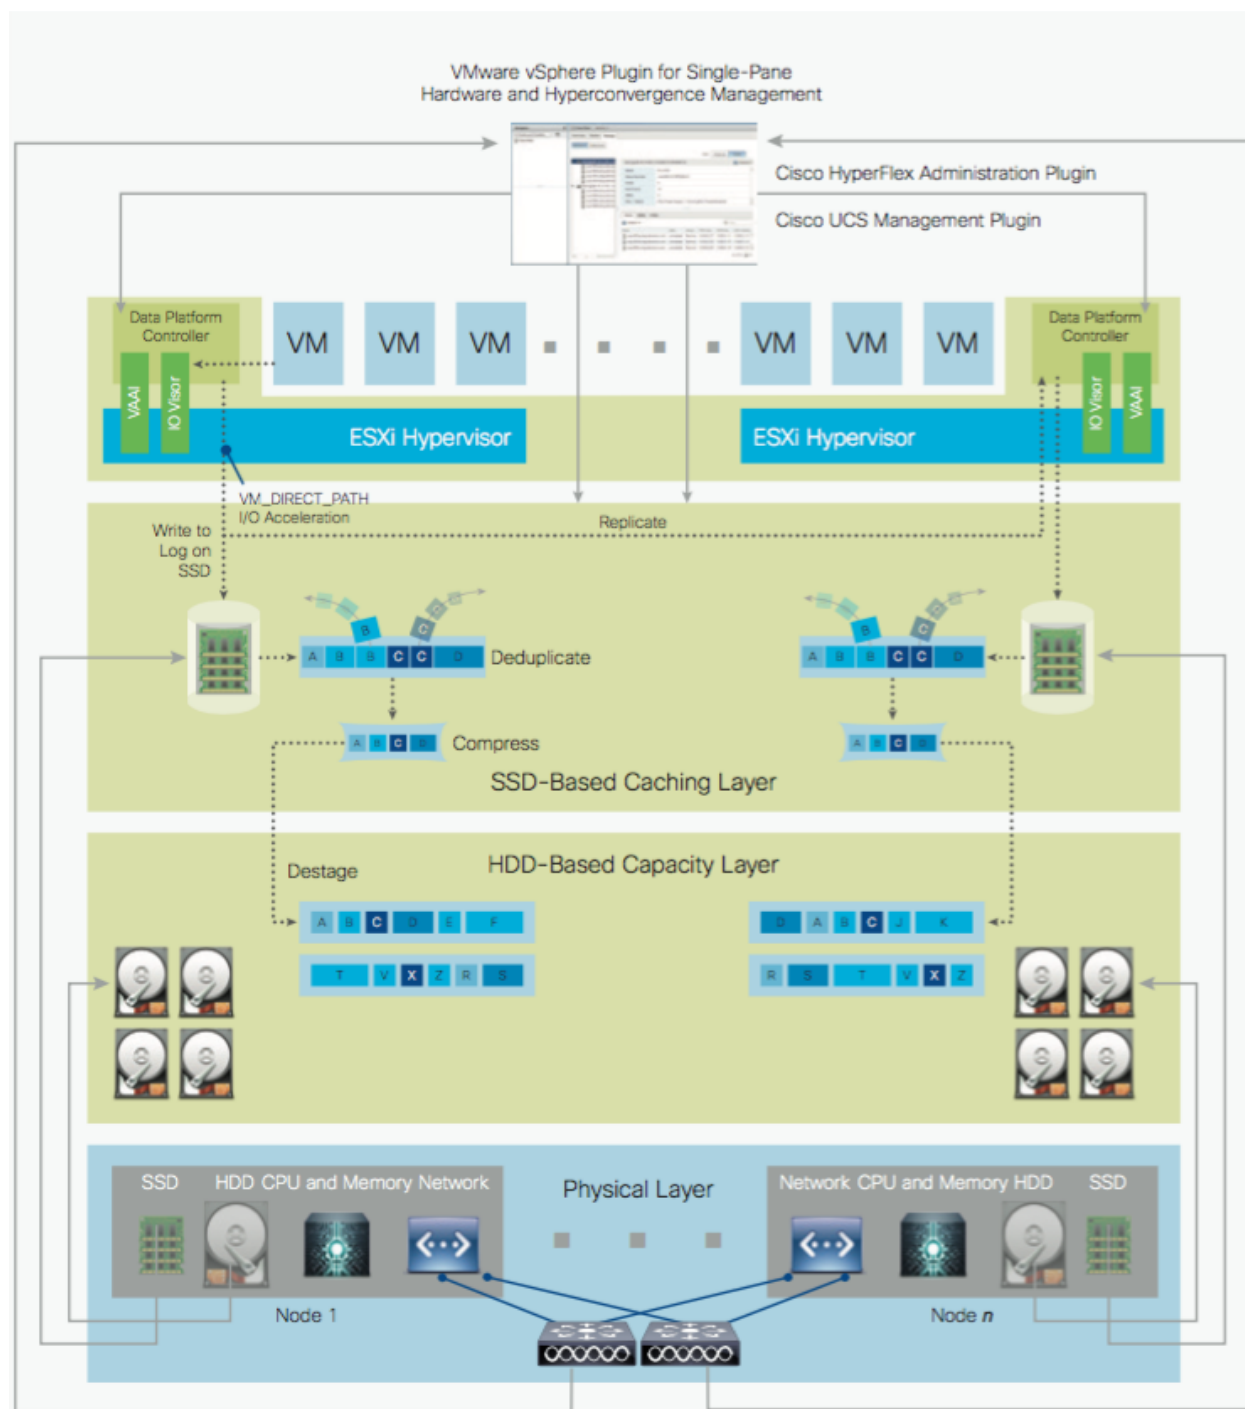 VMware vSphere Plugin for Single-Pane
Hardware and Hyperconvergence Management
Cisco HyperFlex Administration Plugin
Cisco UCS Management Plugin
Data Platform
Controller
VM
VM
VM
VM
VM
VM
Data Platform
Controller
VAAI
IO Visor
IO Visor
VAAI
ESXi Hypervisor
ESXi Hypervisor
VM_DIRECT_PATH
I/O Acceleration
Replicate
Write to
Log on
SSD
B
C
C
B
C
C
A B B C C D
Deduplicate
A B B C C D
A B C D
Compress
A B C D
SSD-Based Caching Layer
HDD-Based Capacity Layer
Destage
A B C D E F
D A B C J K
T V X Z R S
R S T V X Z
SSD HDD CPU and Memory Network
Physical Layer
Network CPU and Memory HDD SSD
Node 1
Node n